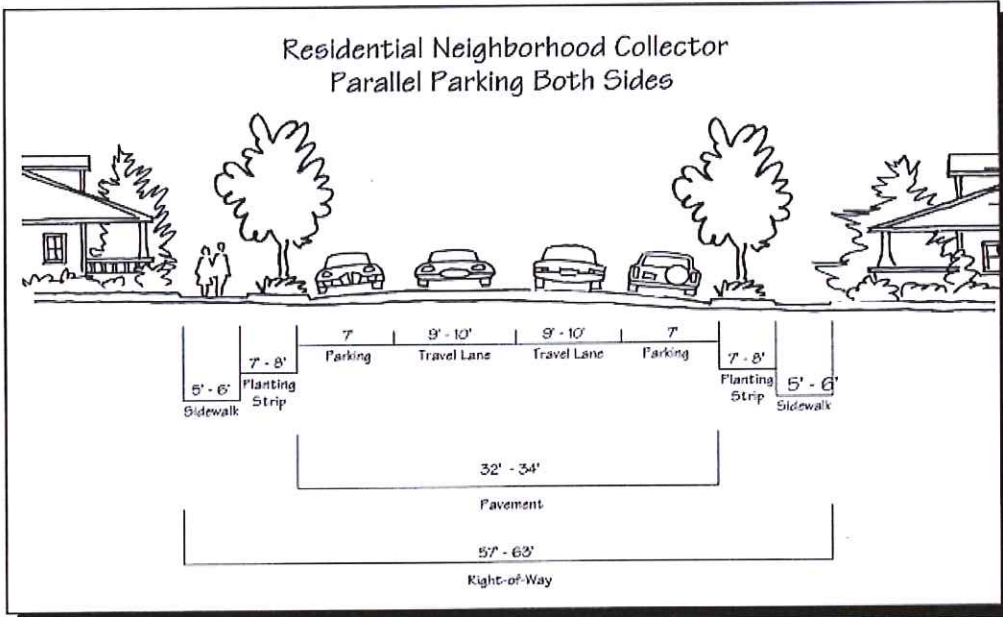 Residential Neighborhood Collector
Parallel Parking Both Sides
7' 9' - 10' 9' - 10' 7'
Parking Travel Lane Travel Lane Parking
7' - 8' 7' - 8'
Planting Planting
Strip Strip
5' - 6' 5' - 6'
Sidewalk Sidewalk
32' - 34'
Pavement
57' - 63'
Right-of-Way